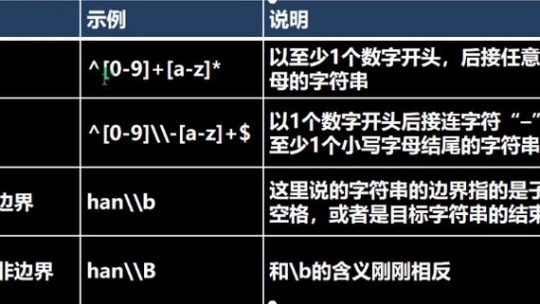 示例 说明
^[0-9]+[a-z]* 以至少1个数字开头，后接任意
母的字符串
^[0-9]\\-[a-z]+$ 以1个数字开头后接连字符“–”
至少1个小写字母结尾的字符串
边界 han\\b 这里说的字符串的边界指的是子
空格，或者是目标字符串的结束
非边界 han\\B 和\b的含义刚刚相反